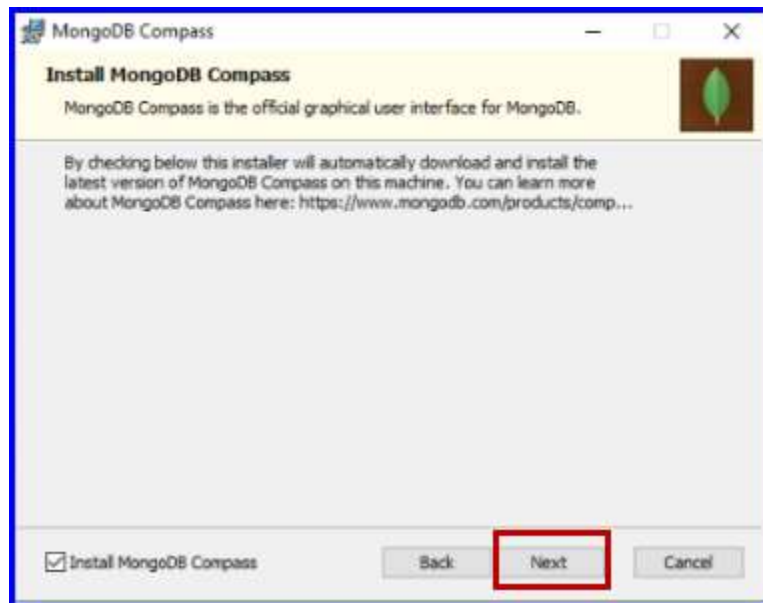 MongoDB Compass
Install MongoDB Compass
MongoDB Compass is the official graphical user interface for MongoDB.
By checking below this installer will automatically download and install the
latest version of MongoDB Compass on this machine. You can learn more
about MongoDB Compass here: https://www.mongodb.com/products/comp...
Install MongoDB Compass
Back
Next
Cancel